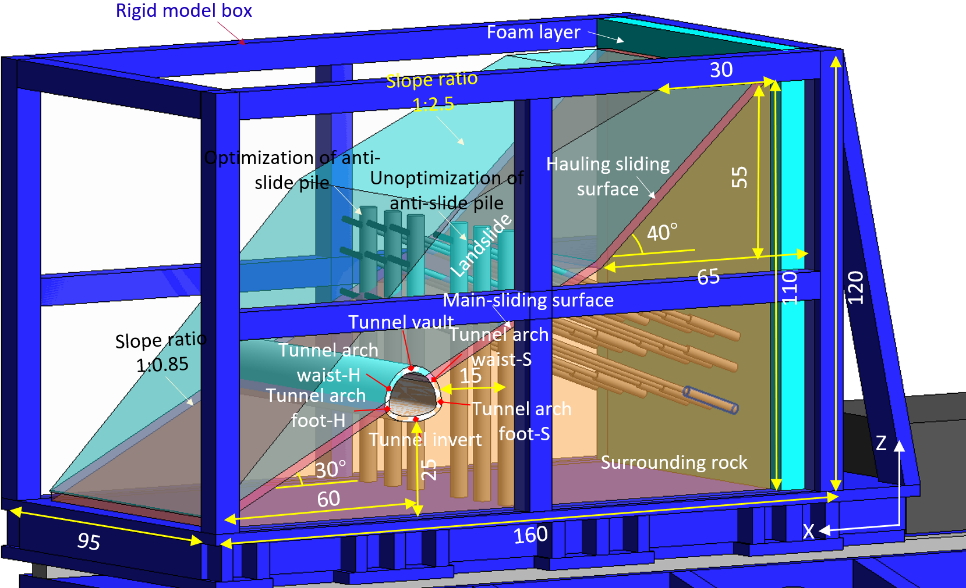 Rigid model box
Foam layer
Slope ratio
1:2.5
30
Optimization of anti-
slide pile
Unoptimization of
anti-slide pile
Hauling sliding
surface
55
Landslide
40°
65
110
120
Main-sliding surface
Tunnel vault
Slope ratio
1:0.85
Tunnel arch
waist-H
Tunnel arch
waist-S
15
Tunnel arch
foot-H
Tunnel arch
foot-S
Tunnel invert
25
30°
60
Surrounding rock
Z
X
95
160